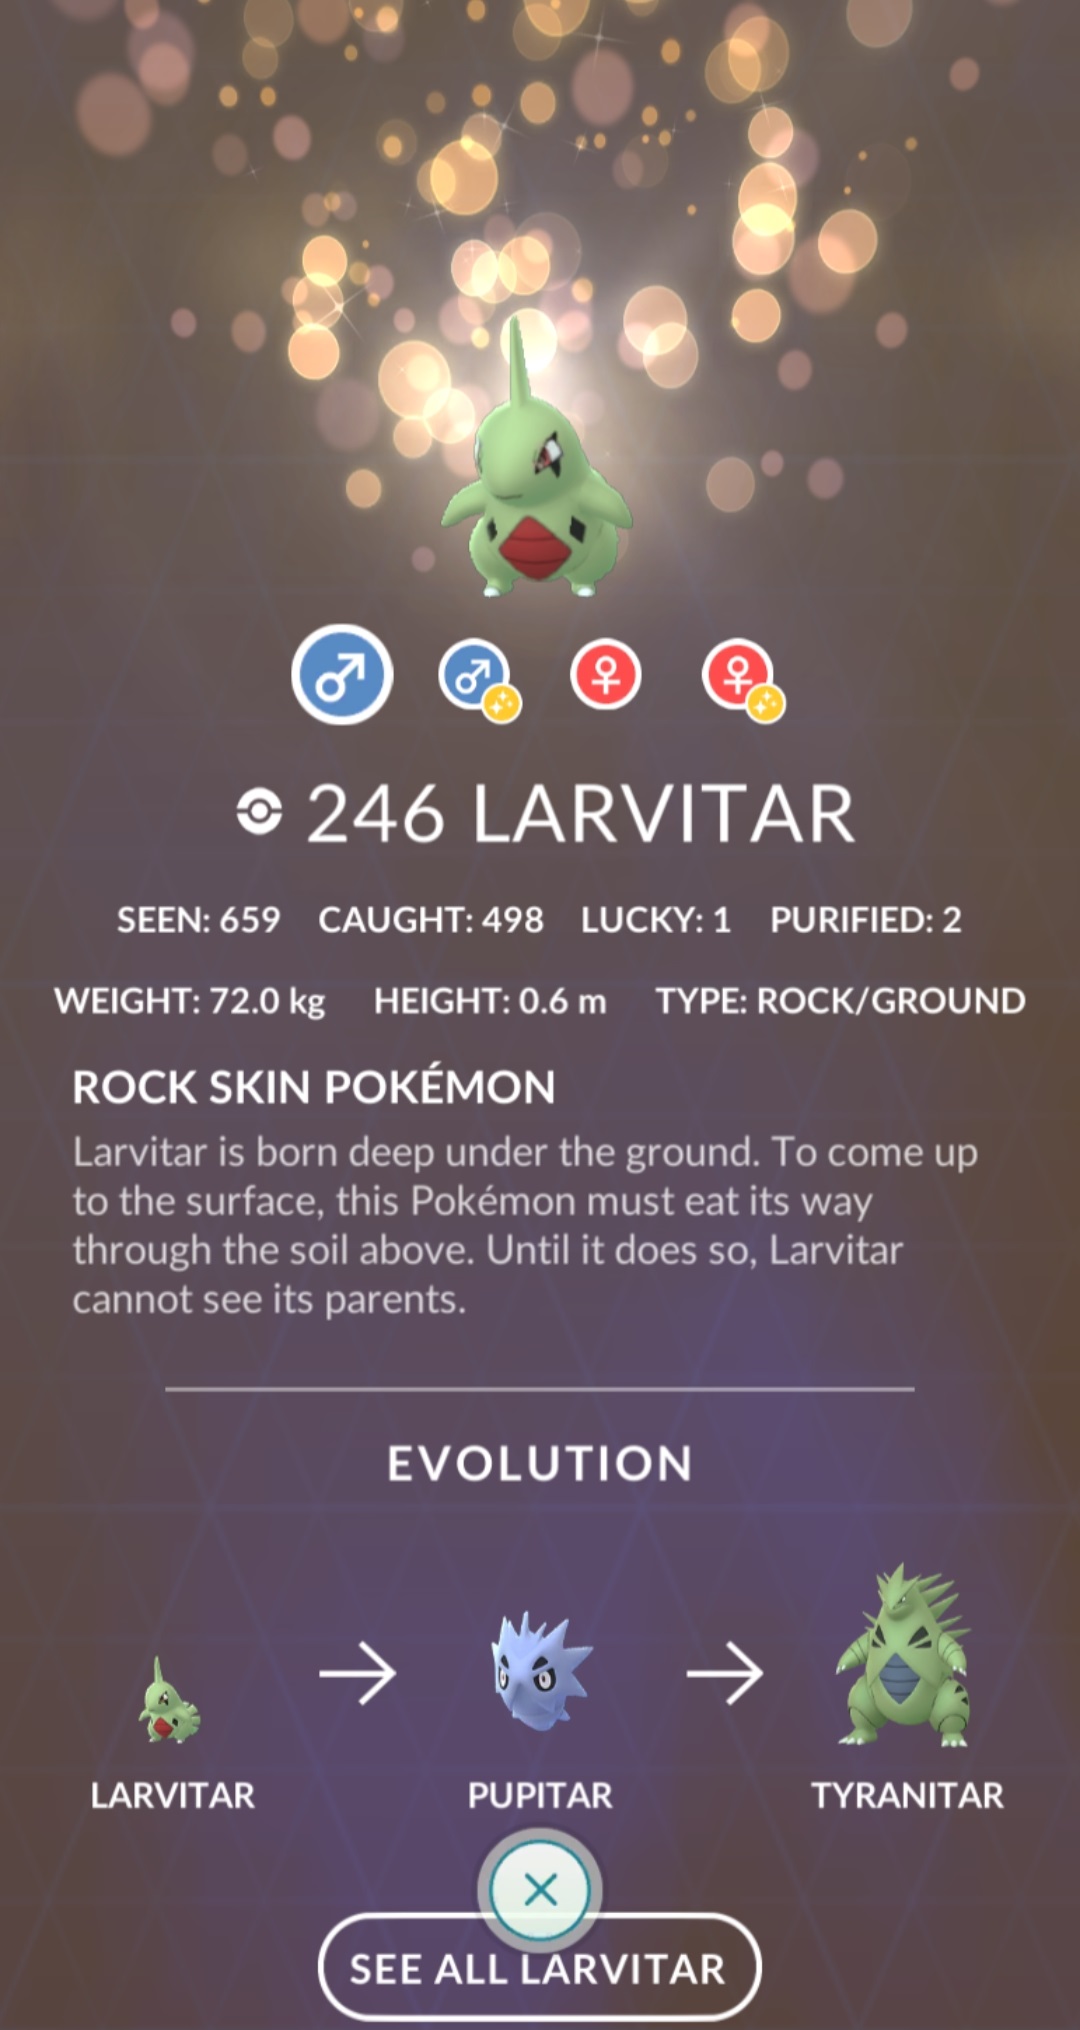 246 LARVITAR
SEEN: 659 CAUGHT: 498 LUCKY: 1 PURIFIED: 2
WEIGHT: 72.0 kg HEIGHT: 0.6 m TYPE: ROCK/GROUND
ROCK SKIN POKÉMON
Larvitar is born deep under the ground. To come up
to the surface, this Pokémon must eat its way
through the soil above. Until it does so, Larvitar
cannot see its parents.
EVOLUTION
LARVITAR PUPITAR TYRANITAR
SEE ALL LARVITAR